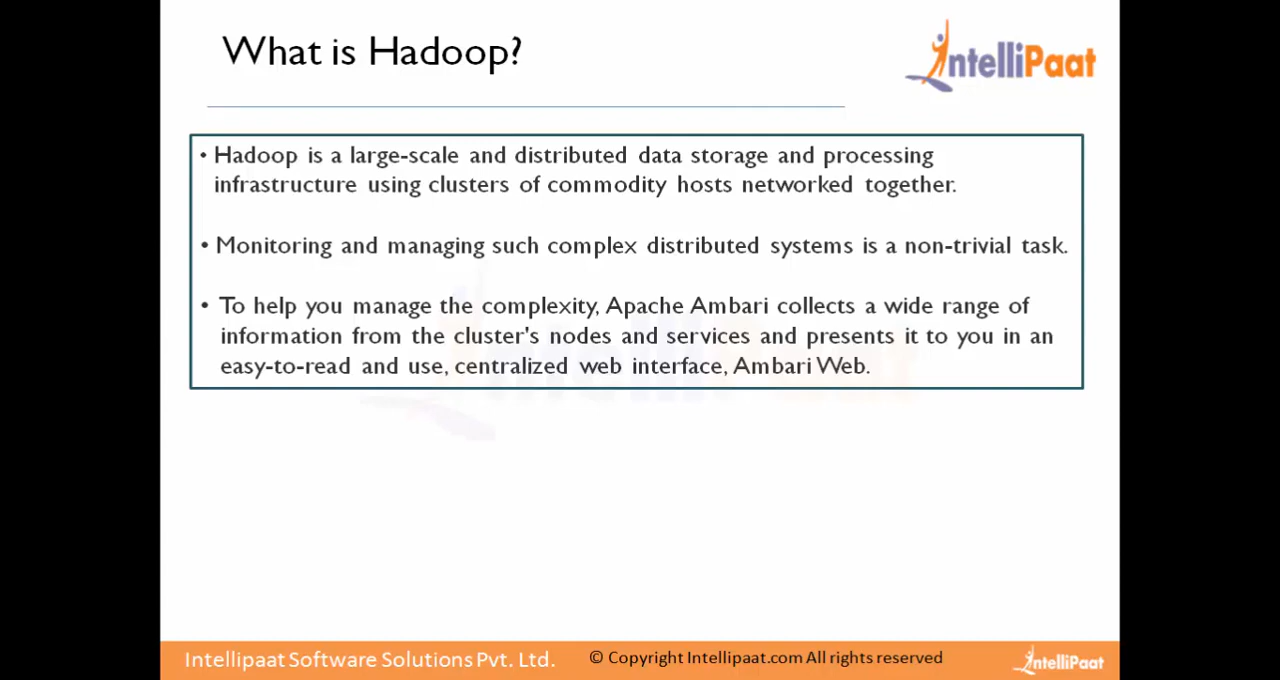 What is Hadoop?
IntelliPaat
• Hadoop is a large-scale and distributed data storage and processing
infrastructure using clusters of commodity hosts networked together.
• Monitoring and managing such complex distributed systems is a non-trivial task.
• To help you manage the complexity, Apache Ambari collects a wide range of
information from the cluster's nodes and services and presents it to you in an
easy-to-read and use, centralized web interface, Ambari Web.
Intellipaat Software Solutions Pvt. Ltd.
© Copyright Intellipaat.com All rights reserved
IntelliPaat